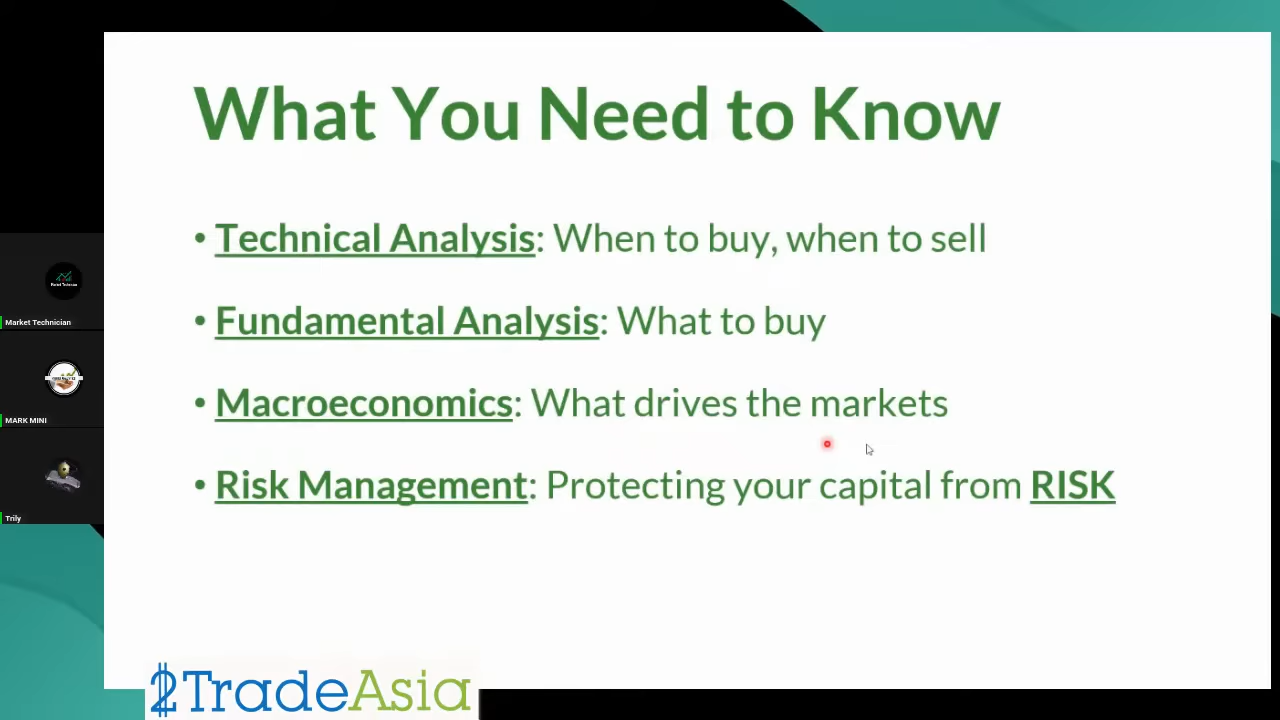 What You Need to Know
• Technical Analysis: When to buy, when to sell
• Fundamental Analysis: What to buy
• Macroeconomics: What drives the markets
• Risk Management: Protecting your capital from RISK
Market Technician
MARK MINI
Trily
2TradeAsia